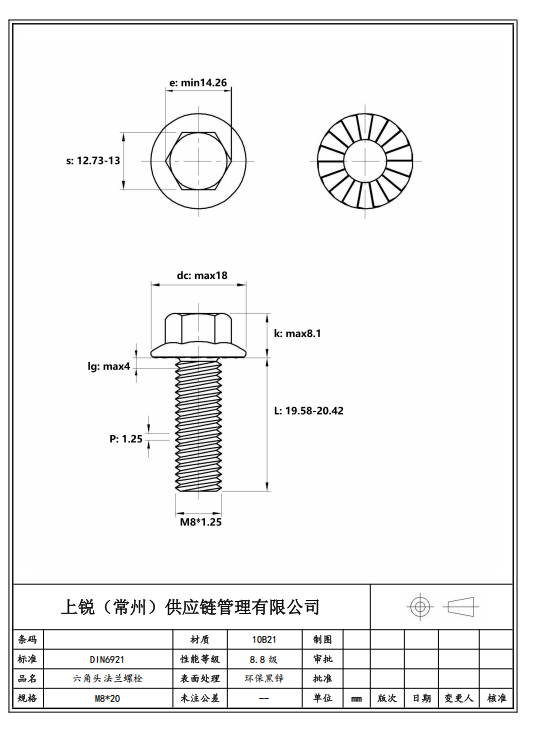 e: min14.26
s: 12.73-13
dc: max18
k: max8.1
lg: max4
L: 19.58-20.42
P: 1.25
M8*1.25
上锐（常州）供应链管理有限公司
条码 材质 10B21 制图
标准 DIN6921 性能等级 8.8 级 审批
品名 六角头法兰螺栓 表面处理 环保黑锌 批准
规格 M8*20 未注公差 -- 单位 mm 版次 日期 变更人 核准